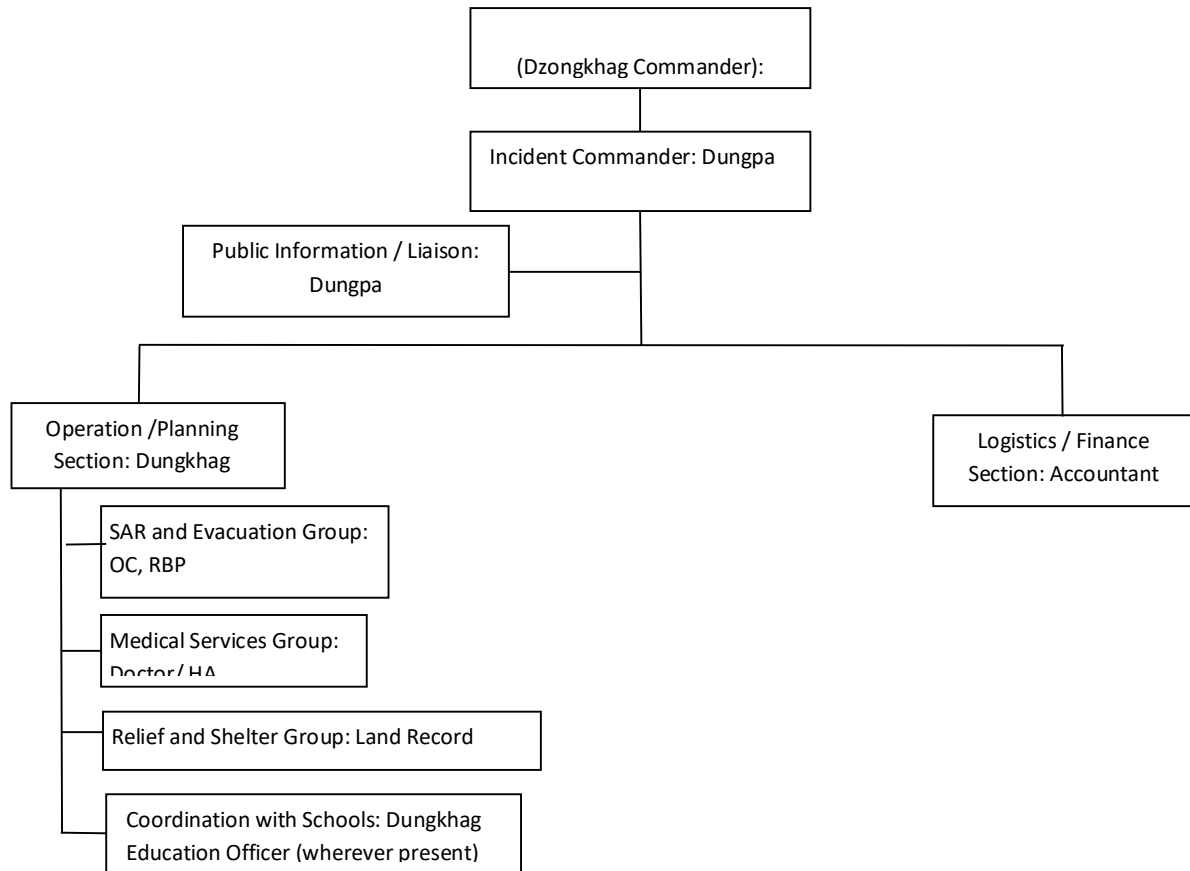 (Dzongkhag Commander):
Incident Commander: Dungpa
Public Information / Liaison:
Dungpa
Operation /Planning
Section: Dungkhag
Logistics / Finance
Section: Accountant
SAR and Evacuation Group:
OC, RBP
Medical Services Group:
Doctor/ HA
Relief and Shelter Group: Land Record
Coordination with Schools: Dungkhag
Education Officer (wherever present)